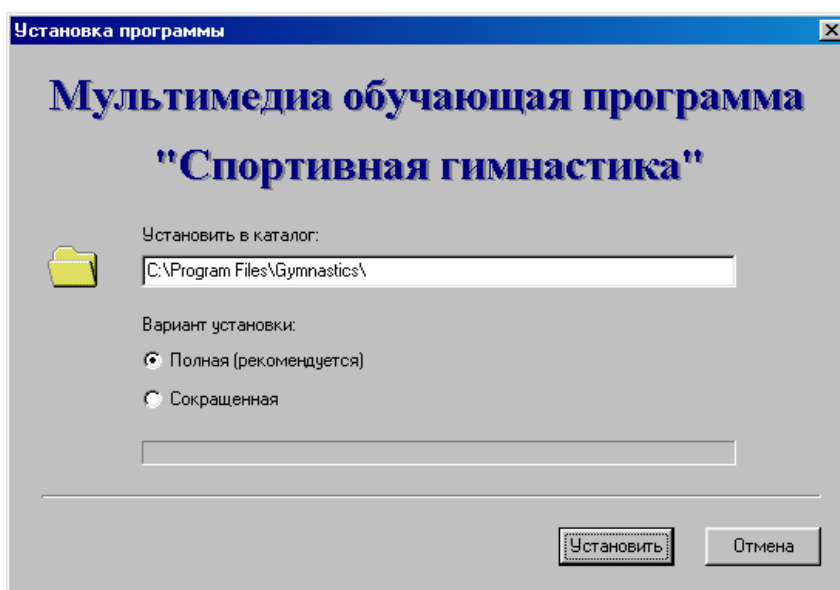 Установка программы
Мультимедиа обучающая программа
"Спортивная гимнастика"
Установить в каталог:
C:\Program Files\Gymnastics\
Вариант установки:
Полная (рекомендуется)
Сокращенная
Установить Отмена